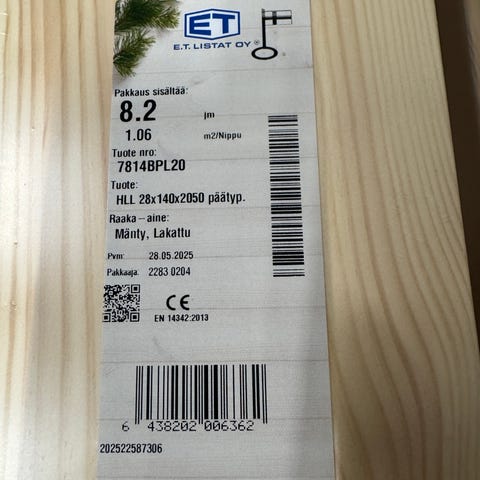 ET
E.T. LISTAT OY ®
Pakkaus sisältää:
8.2 jm
1.06 m2/Nippu
Tuote nro:
7814BPL20
Tuote:
HLL 28x140x2050 päätyp.
Raaka-aine:
Mänty, Lakattu
Pvm: 28.05.2025
Pakkaaja: 2283 0204
CE
EN 14342:2013
6 438202 006362
202522587306